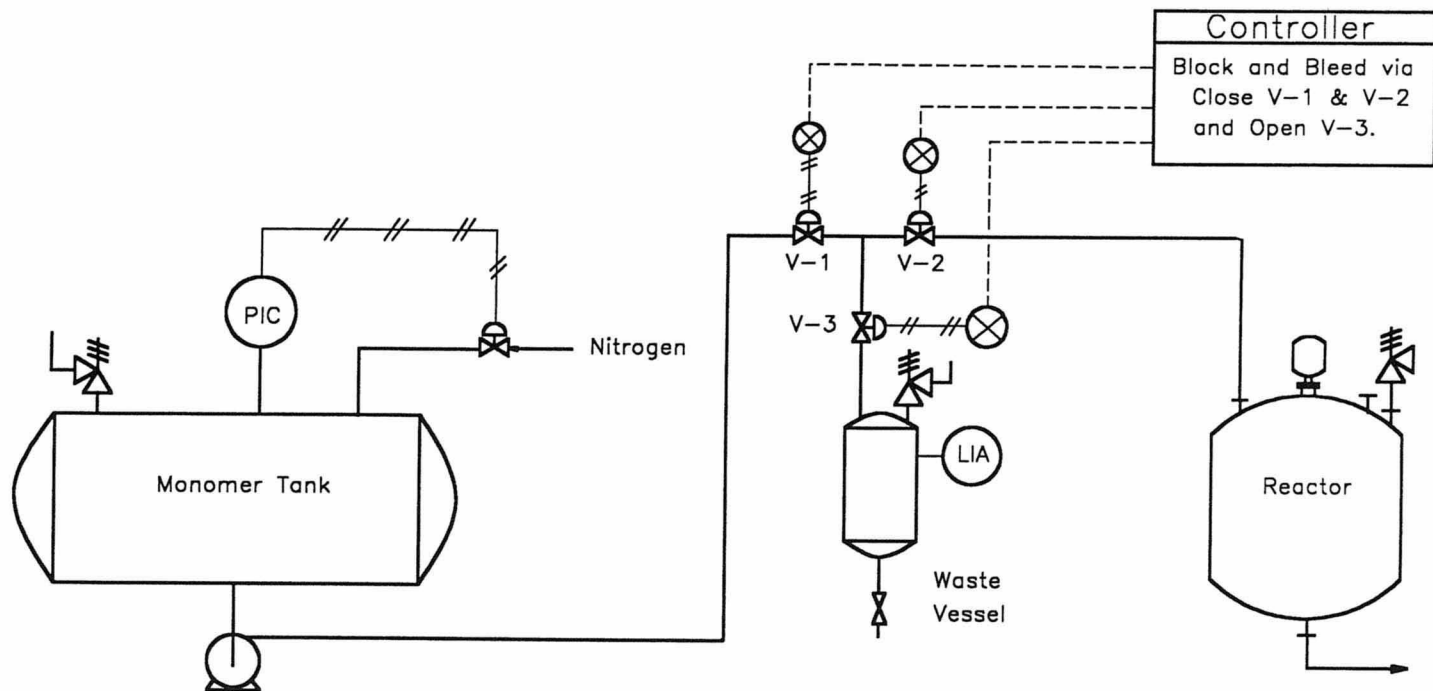 Controller
Block and Bleed via
Close V-1 & V-2
and Open V-3.
V-1
V-2
PIC
V-3
Nitrogen
LIA
Monomer Tank
Reactor
Waste
Vessel